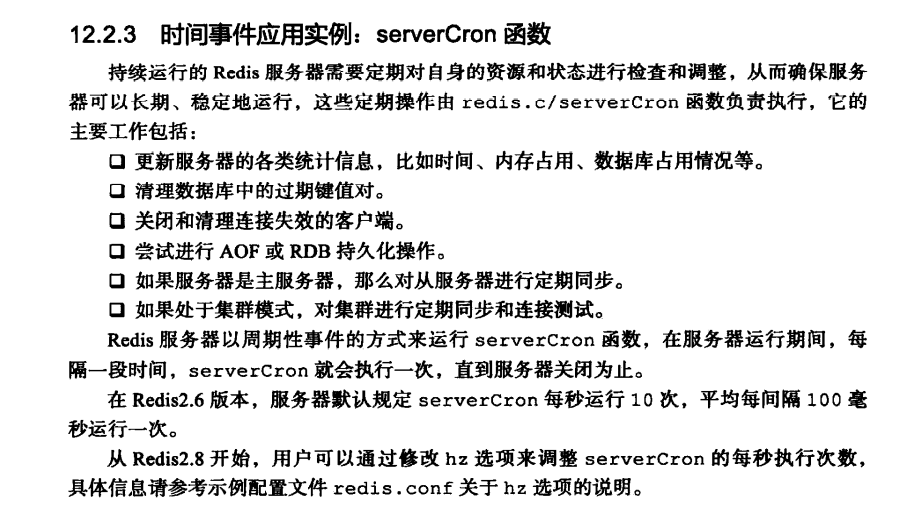 12.2.3 时间事件应用实例：serverCron 函数
持续运行的 Redis 服务器需要定期对自身的资源和状态进行检查和调整，从而确保服务
器可以长期、稳定地运行，这些定期操作由 redis.c/serverCron 函数负责执行，它的
主要工作包括：
❑ 更新服务器的各类统计信息，比如时间、内存占用、数据库占用情况等。
❑ 清理数据库中的过期键值对。
❑ 关闭和清理连接失效的客户端。
❑ 尝试进行 AOF 或 RDB 持久化操作。
❑ 如果服务器是主服务器，那么对从服务器进行定期同步。
❑ 如果处于集群模式，对集群进行定期同步和连接测试。
Redis 服务器以周期性事件的方式来运行 serverCron 函数，在服务器运行期间，每
隔一段时间，serverCron 就会执行一次，直到服务器关闭为止。
在 Redis2.6 版本，服务器默认规定 serverCron 每秒运行 10 次，平均每间隔 100 毫
秒运行一次。
从 Redis2.8 开始，用户可以通过修改 hz 选项来调整 serverCron 的每秒执行次数，
具体信息请参考示例配置文件 redis.conf 关于 hz 选项的说明。